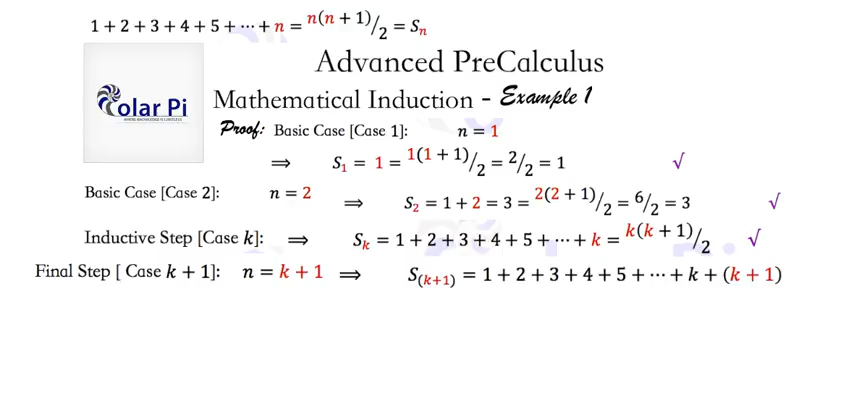 1 + 2 + 3 + 4 + 5 + ⋯ + n = n(n + 1)/2 = Sn
Advanced PreCalculus
olar Pi
Mathematical Induction - Example 1
Proof: Basic Case [Case 1]: n = 1
⟹ S1 = 1 = 1(1 + 1)/2 = 2/2 = 1 √
Basic Case [Case 2]: n = 2 ⟹ S2 = 1 + 2 = 3 = 2(2 + 1)/2 = 6/2 = 3 √
Inductive Step [Case k]: ⟹ Sk = 1 + 2 + 3 + 4 + 5 + ⋯ + k = k(k + 1)/2 √
Final Step [ Case k + 1]: n = k + 1 ⟹ S(k+1) = 1 + 2 + 3 + 4 + 5 + ⋯ + k + (k + 1)